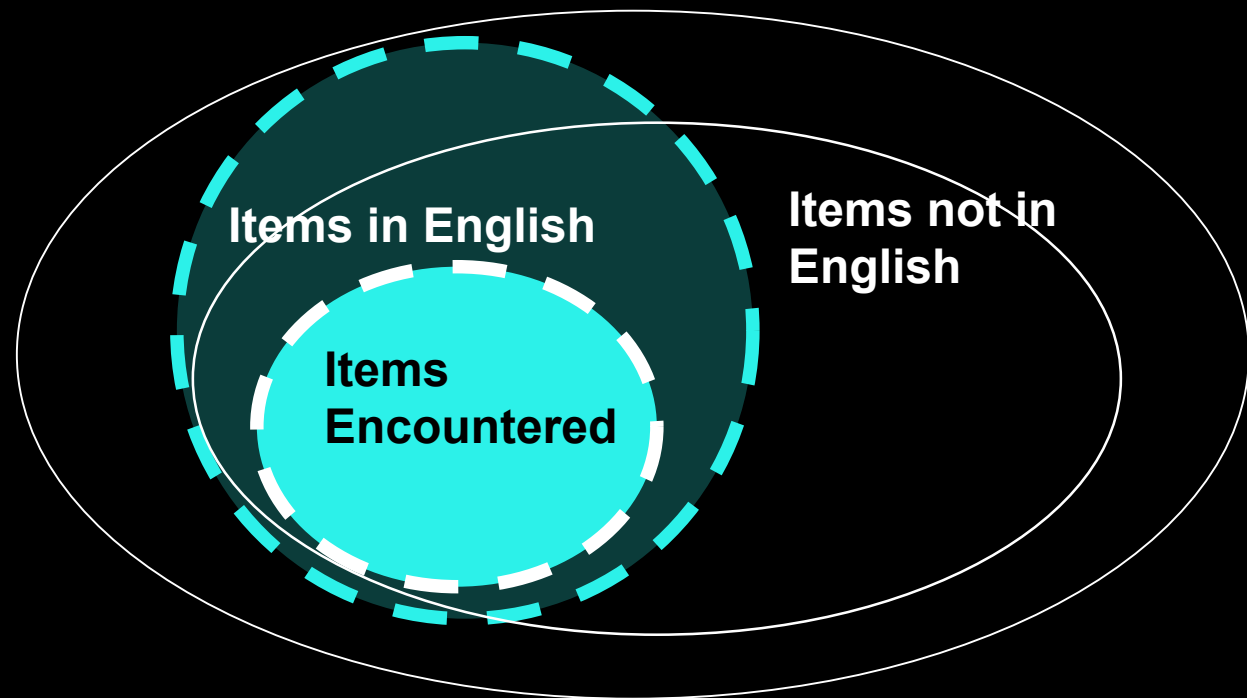 Items in English
Items not in
English
Items
Encountered